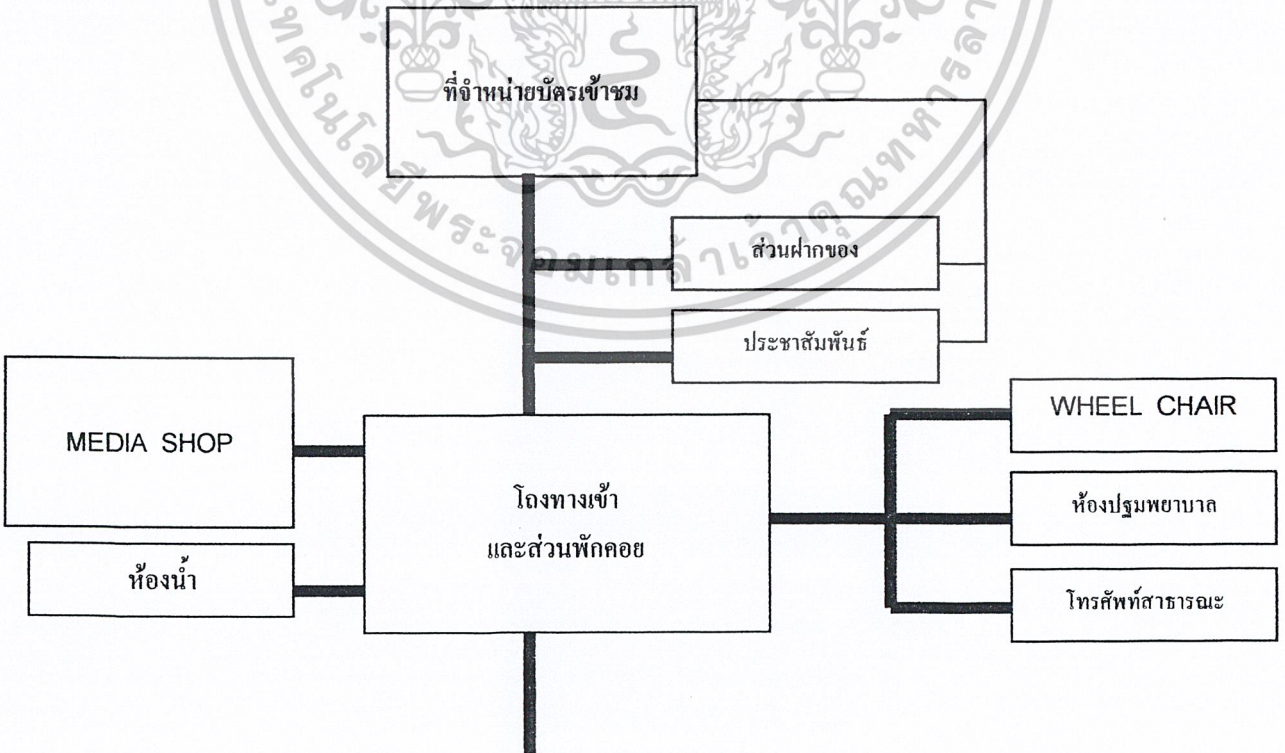 ที่จำหน่ายบัตรเข้าชม
ส่วนฝากของ
ประชาสัมพันธ์
MEDIA SHOP
ห้องน้ำ
โถงทางเข้า
และส่วนพักคอย
WHEEL CHAIR
ห้องปฐมพยาบาล
โทรศัพท์สาธารณะ